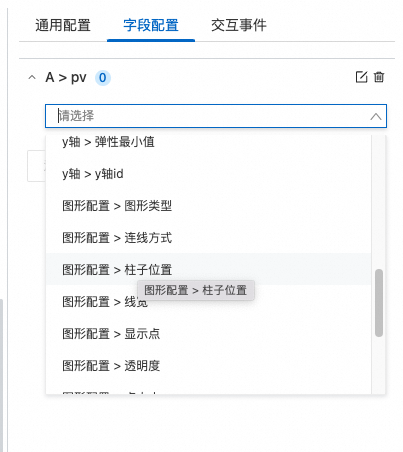 通用配置 字段配置 交互事件
A > pv 0
请选择
y轴 > 弹性最小值
y轴 > y轴id
图形配置 > 图形类型
图形配置 > 连线方式
图形配置 > 柱子位置
图形配置 > 柱子位置
图形配置 > 线宽
图形配置 > 显示点
图形配置 > 透明度
图形配置 >